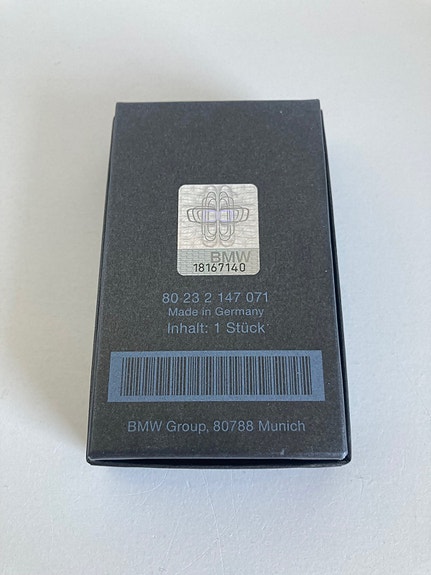 BMW
18167140
80 23 2 147 071
Made in Germany
Inhalt: 1 Stück
BMW Group, 80788 Munich